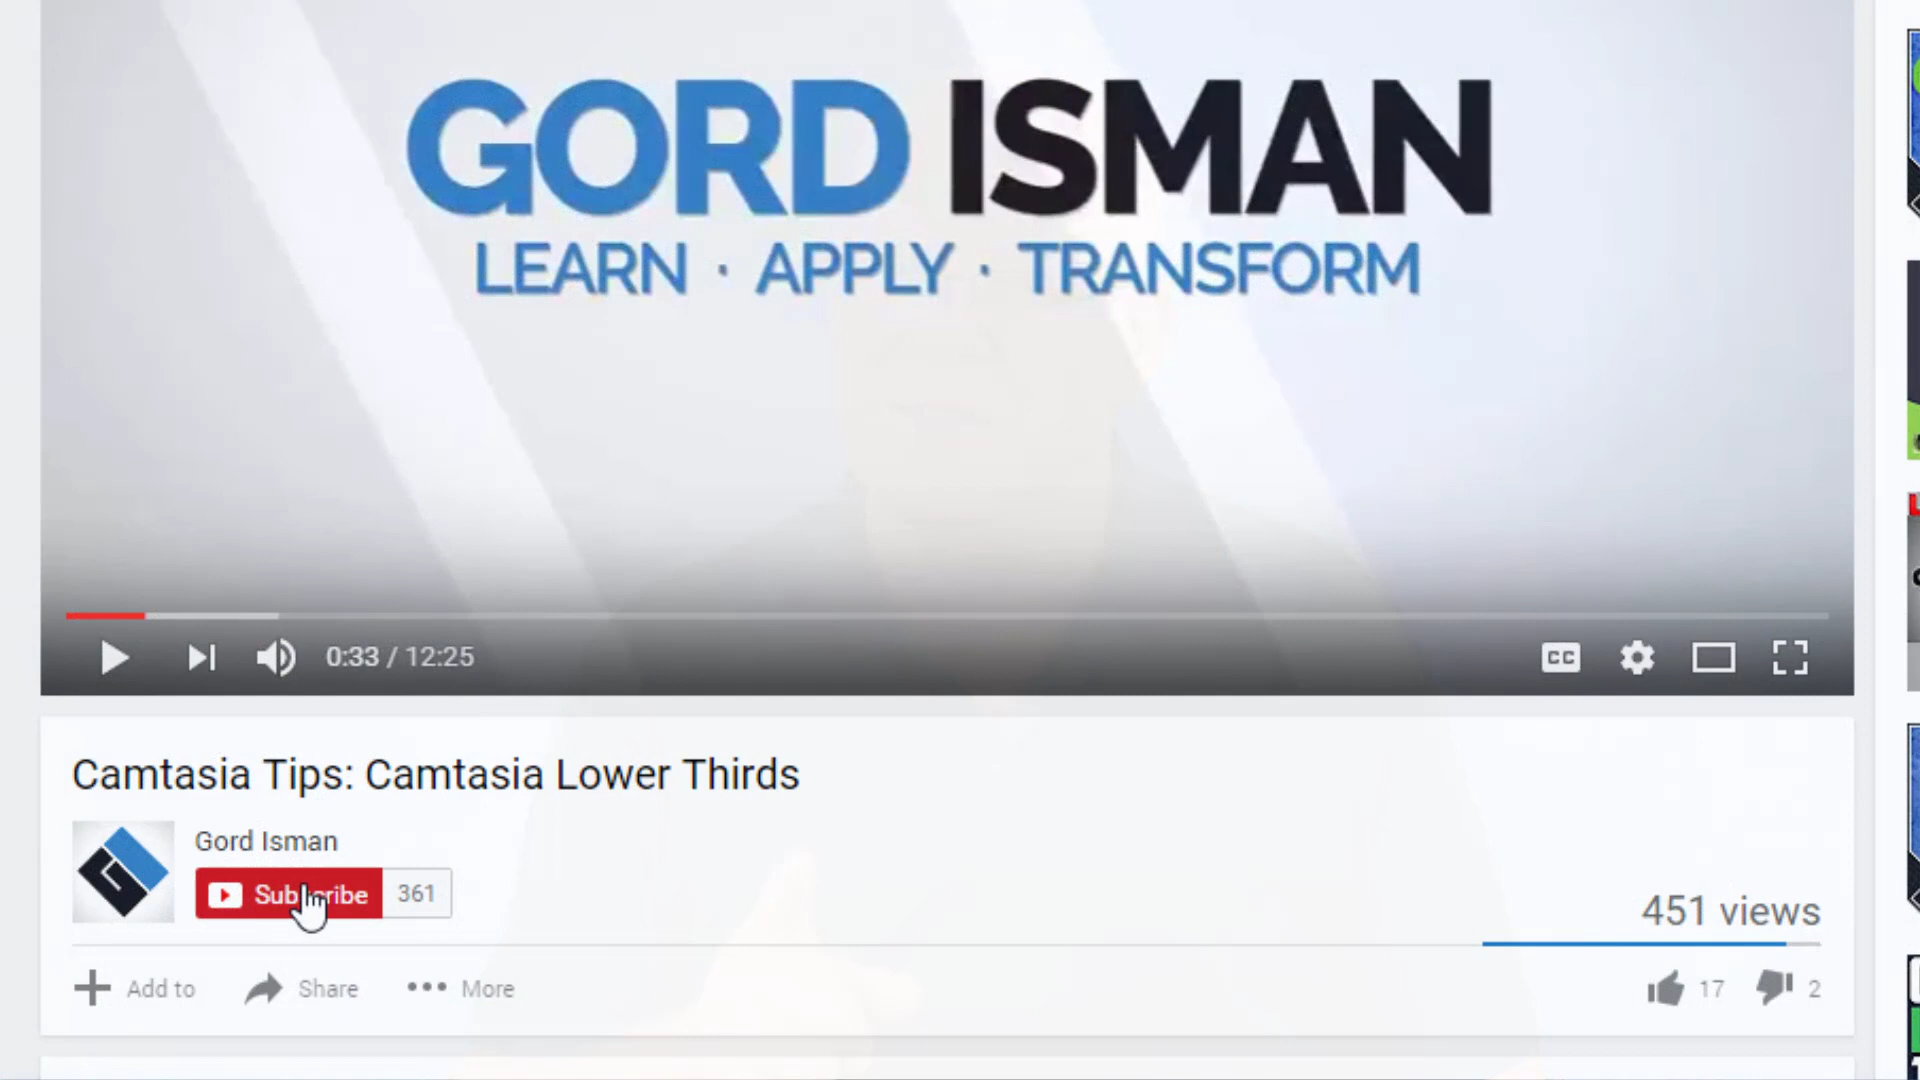 GORD ISMAN
LEARN · APPLY · TRANSFORM
0:33 / 12:25
CC
Camtasia Tips: Camtasia Lower Thirds
Gord Isman
Subscribe 361
451 views
Add to Share More 17 2